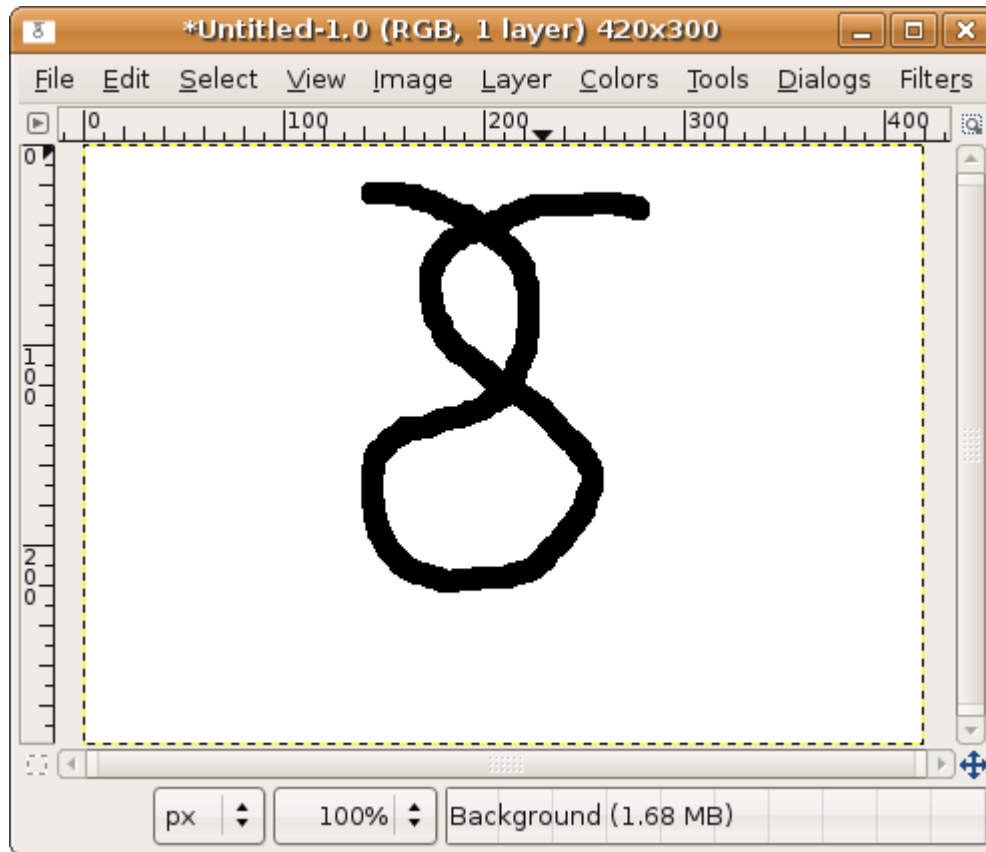 *Untitled-1.0 (RGB, 1 layer) 420x300
File Edit Select View Image Layer Colors Tools Dialogs Filters
0 100 200 300 400
0
100
200
px 100% Background (1.68 MB)